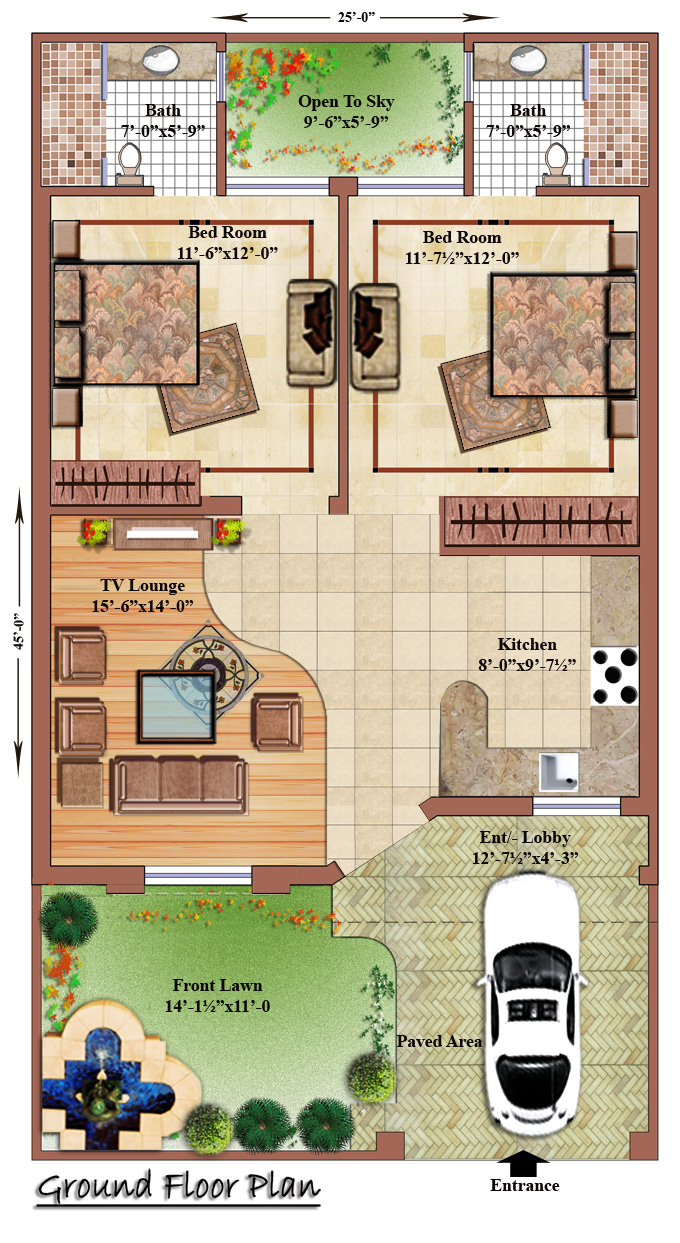 25’-0”
Bath
7’-0”x5’-9”
Open To Sky
9’-6”x5’-9”
Bath
7’-0”x5’-9”
Bed Room
11’-6”x12’-0”
Bed Room
11’-7½”x12’-0”
45’-0”
TV Lounge
15’-6”x14’-0”
Kitchen
8’-0”x9’-7½”
Ent/- Lobby
12’-7½”x4’-3”
Front Lawn
14’-1½”x11’-0
Paved Area
Ground Floor Plan
Entrance